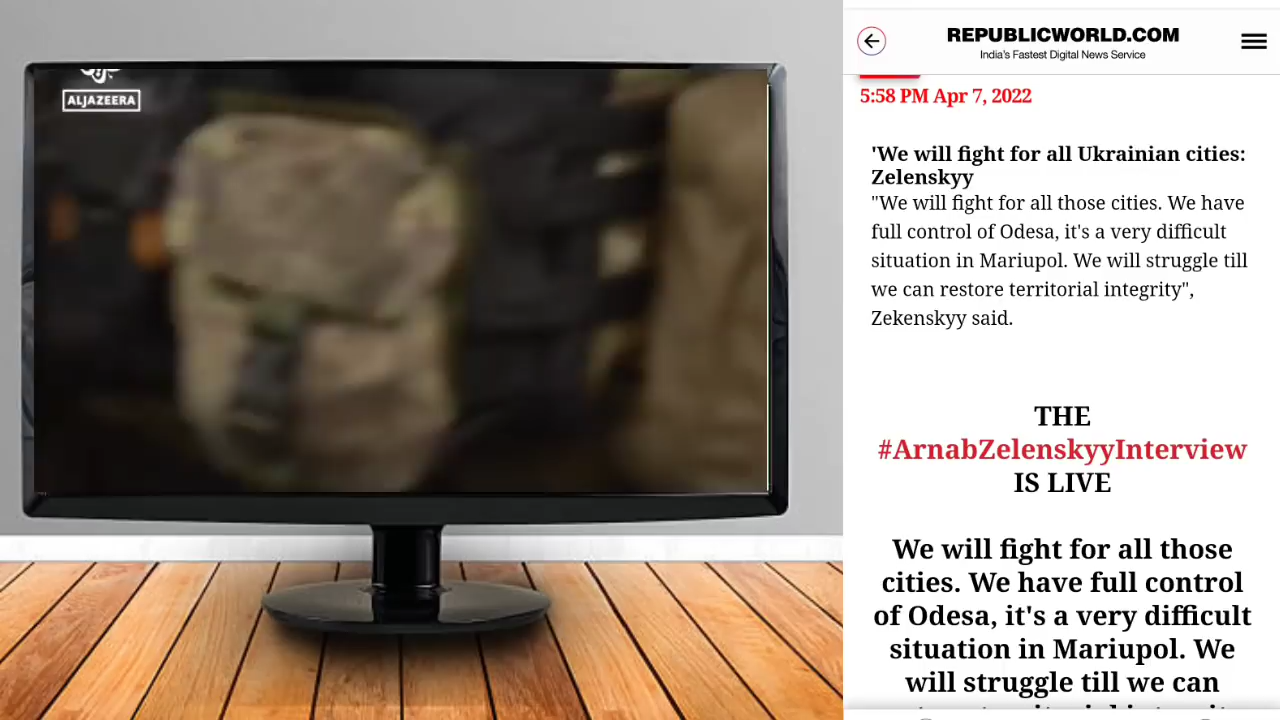 ALJAZEERA
REPUBLICWORLD.COM
India's Fastest Digital News Service
5:58 PM Apr 7, 2022
'We will fight for all Ukrainian cities:
Zelenskyy
"We will fight for all those cities. We have
full control of Odesa, it's a very difficult
situation in Mariupol. We will struggle till
we can restore territorial integrity",
Zekenskyy said.
THE
#ArnabZelenskyyInterview
IS LIVE
We will fight for all those
cities. We have full control
of Odesa, it's a very difficult
situation in Mariupol. We
will struggle till we can